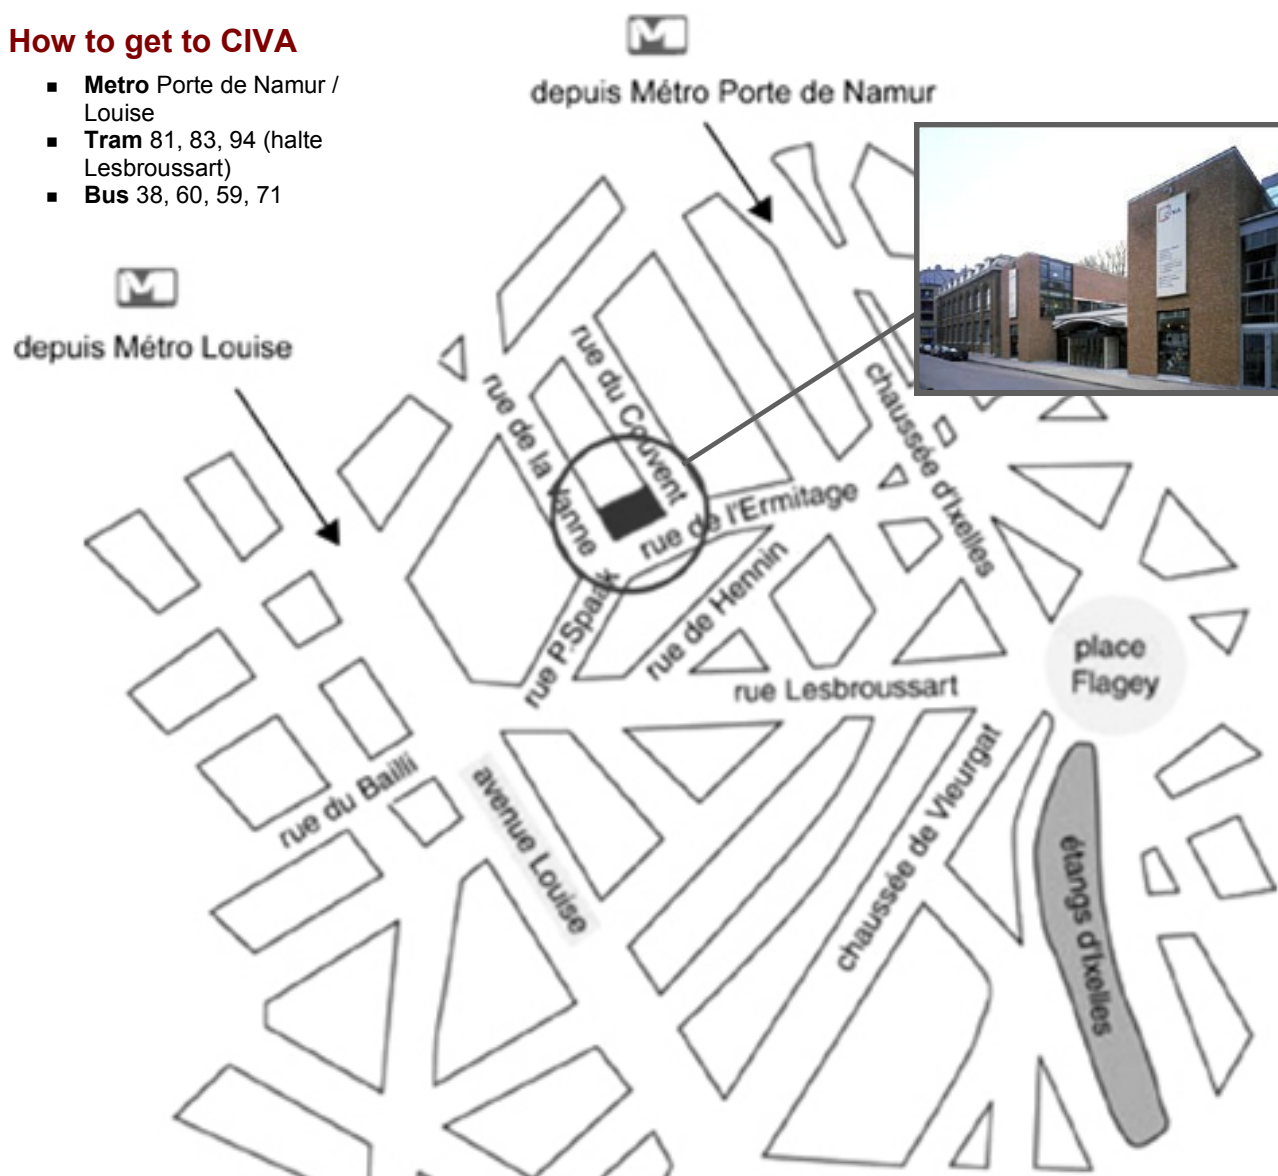 How to get to CIVA
Metro Porte de Namur /
Louise
Tram 81, 83, 94 (halte
Lesbroussart)
Bus 38, 60, 59, 71
M
depuis Métro Porte de Namur
M
depuis Métro Louise
rue du Couvent
rue de la Vanne
chaussée d'Ixelles
rue de l'Ermitage
rue de Hennin
rue P.Spaak
place
Flagey
rue Lesbroussart
rue du Bailli
avenue Louise
chaussée de Vleurgat
étangs d'Ixelles